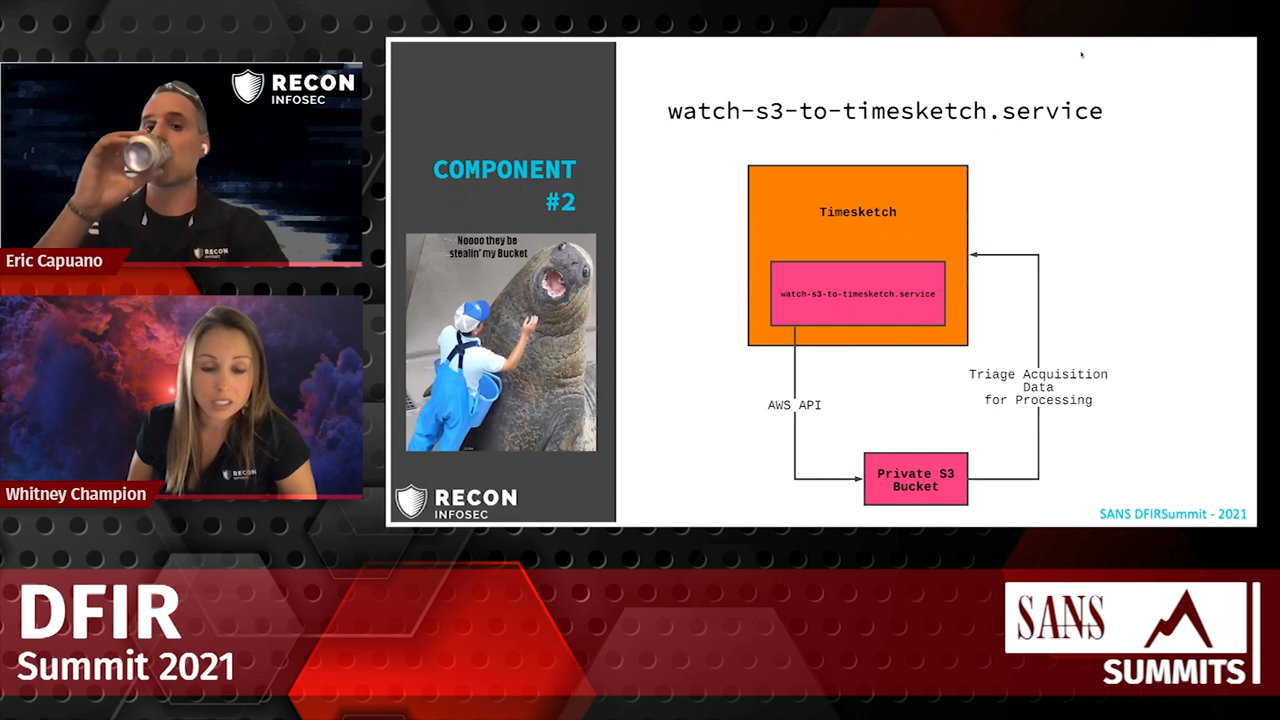 RECON
INFOSEC
RECON
INFOSEC
Eric Capuano
RECON
Whitney Champion
COMPONENT
#2
Noooo they be
stealin' my Bucket
RECON
INFOSEC
watch-s3-to-timesketch.service
Timesketch
watch-s3-to-timesketch.service
AWS API
Triage Acquisition
Data
for Processing
Private S3
Bucket
SANS DFIRSummit - 2021
DFIR
Summit 2021
SANS
SUMMITS